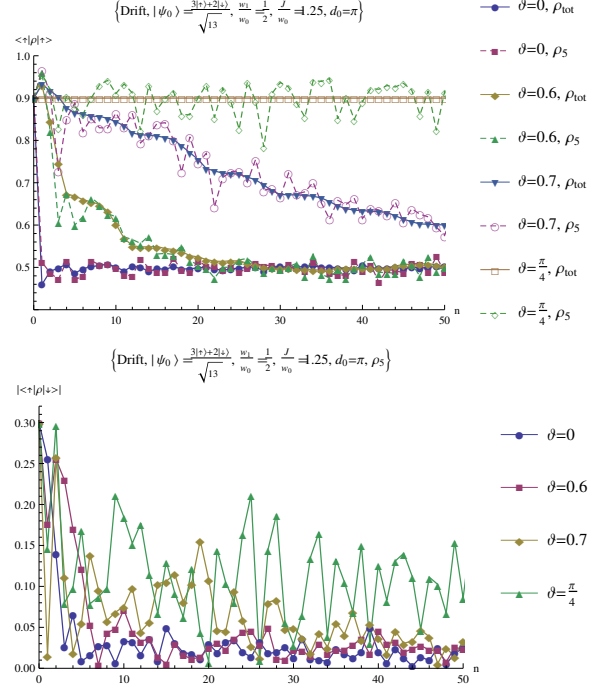 {Drift, |ψ₀⟩ = 3|↑⟩+2|↓⟩/√13, w₁/w₀ = 1/2, J/w₀ = 1.25, d₀=π}
<↑|ρ|↑>
1.0
0.9
0.8
0.7
0.6
0.5
0
10
20
30
40
50
n
ϑ=0, ρtot
ϑ=0, ρ₅
ϑ=0.6, ρtot
ϑ=0.6, ρ₅
ϑ=0.7, ρtot
ϑ=0.7, ρ₅
ϑ=π/4, ρtot
ϑ=π/4, ρ₅
{Drift, |ψ₀⟩ = 3|↑⟩+2|↓⟩/√13, w₁/w₀ = 1/2, J/w₀ = 1.25, d₀=π, ρ₅}
|<↑|ρ|↓>|
0.30
0.25
0.20
0.15
0.10
0.05
0.00
0
10
20
30
40
50
n
ϑ=0
ϑ=0.6
ϑ=0.7
ϑ=π/4